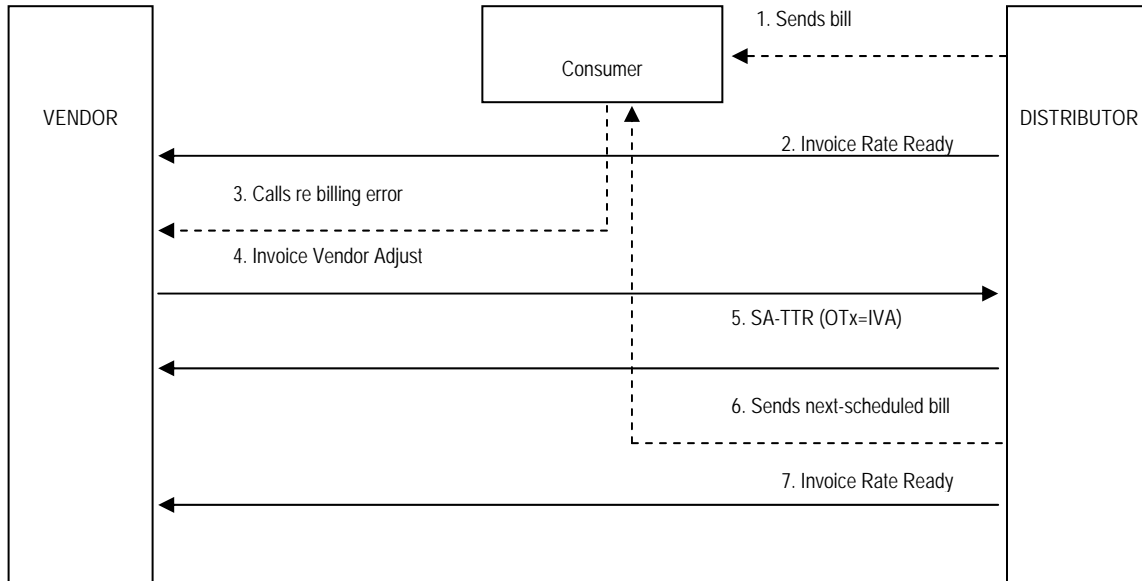 1. Sends bill
Consumer
VENDOR
DISTRIBUTOR
2. Invoice Rate Ready
3. Calls re billing error
4. Invoice Vendor Adjust
5. SA-TTR (OTx=IVA)
6. Sends next-scheduled bill
7. Invoice Rate Ready